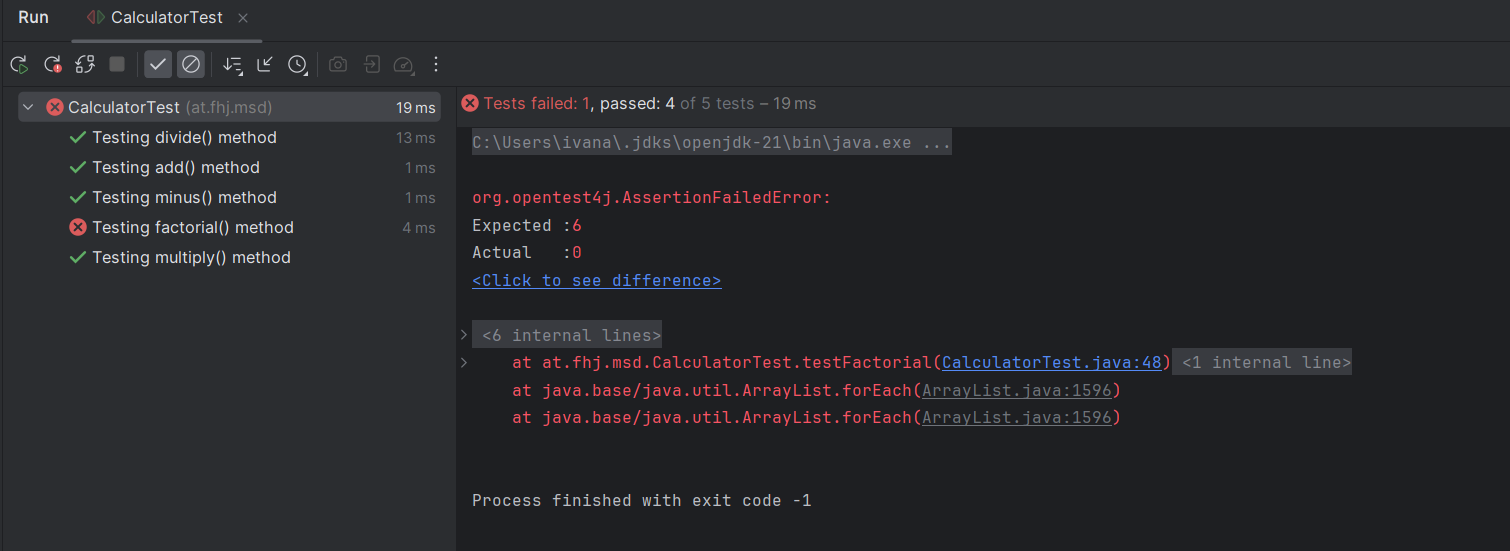 Run CalculatorTest
CalculatorTest (at.fhj.msd) 19 ms
Testing divide() method 13 ms
Testing add() method 1 ms
Testing minus() method 1 ms
Testing factorial() method 4 ms
Testing multiply() method
Tests failed: 1, passed: 4 of 5 tests – 19 ms
C:\Users\ivana\.jdks\openjdk-21\bin\java.exe ...
org.opentest4j.AssertionFailedError:
Expected :6
Actual   :0
<Click to see difference>
<6 internal lines>
at at.fhj.msd.CalculatorTest.testFactorial(CalculatorTest.java:48) <1 internal line>
at java.base/java.util.ArrayList.forEach(ArrayList.java:1596)
at java.base/java.util.ArrayList.forEach(ArrayList.java:1596)
Process finished with exit code -1